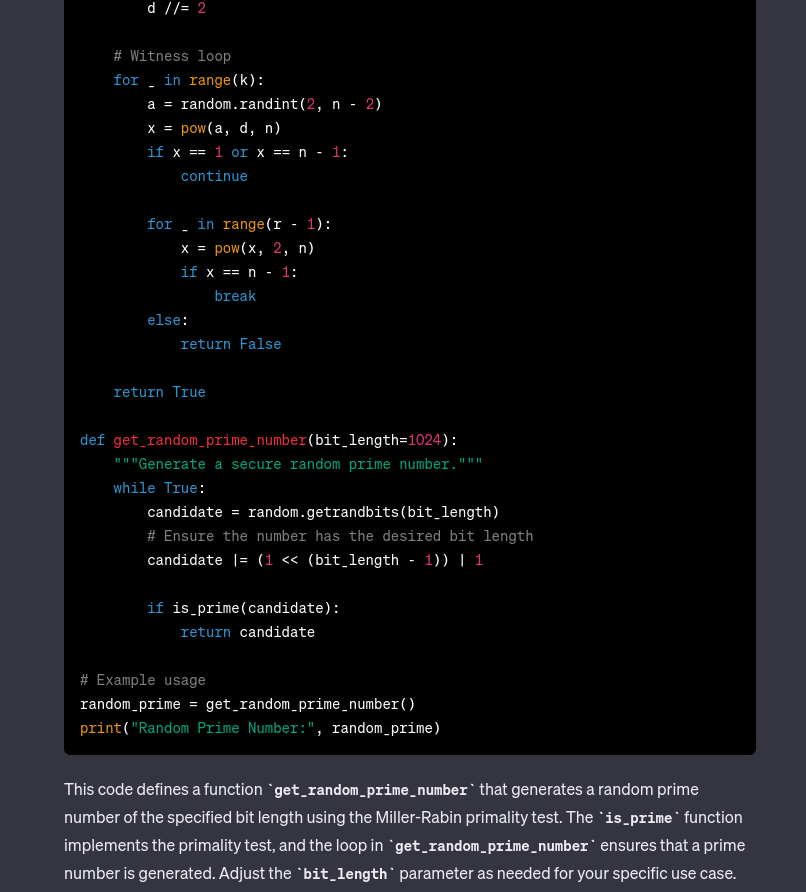 d //= 2
    # Witness loop
    for _ in range(k):
        a = random.randint(2, n - 2)
        x = pow(a, d, n)
        if x == 1 or x == n - 1:
            continue
        for _ in range(r - 1):
            x = pow(x, 2, n)
            if x == n - 1:
                break
        else:
            return False
    return True
def get_random_prime_number(bit_length=1024):
    """Generate a secure random prime number."""
    while True:
        candidate = random.getrandbits(bit_length)
        # Ensure the number has the desired bit length
        candidate |= (1 << (bit_length - 1)) | 1
        if is_prime(candidate):
            return candidate
# Example usage
random_prime = get_random_prime_number()
print("Random Prime Number:", random_prime)
This code defines a function `get_random_prime_number` that generates a random prime
number of the specified bit length using the Miller-Rabin primality test. The `is_prime` function
implements the primality test, and the loop in `get_random_prime_number` ensures that a prime
number is generated. Adjust the `bit_length` parameter as needed for your specific use case.